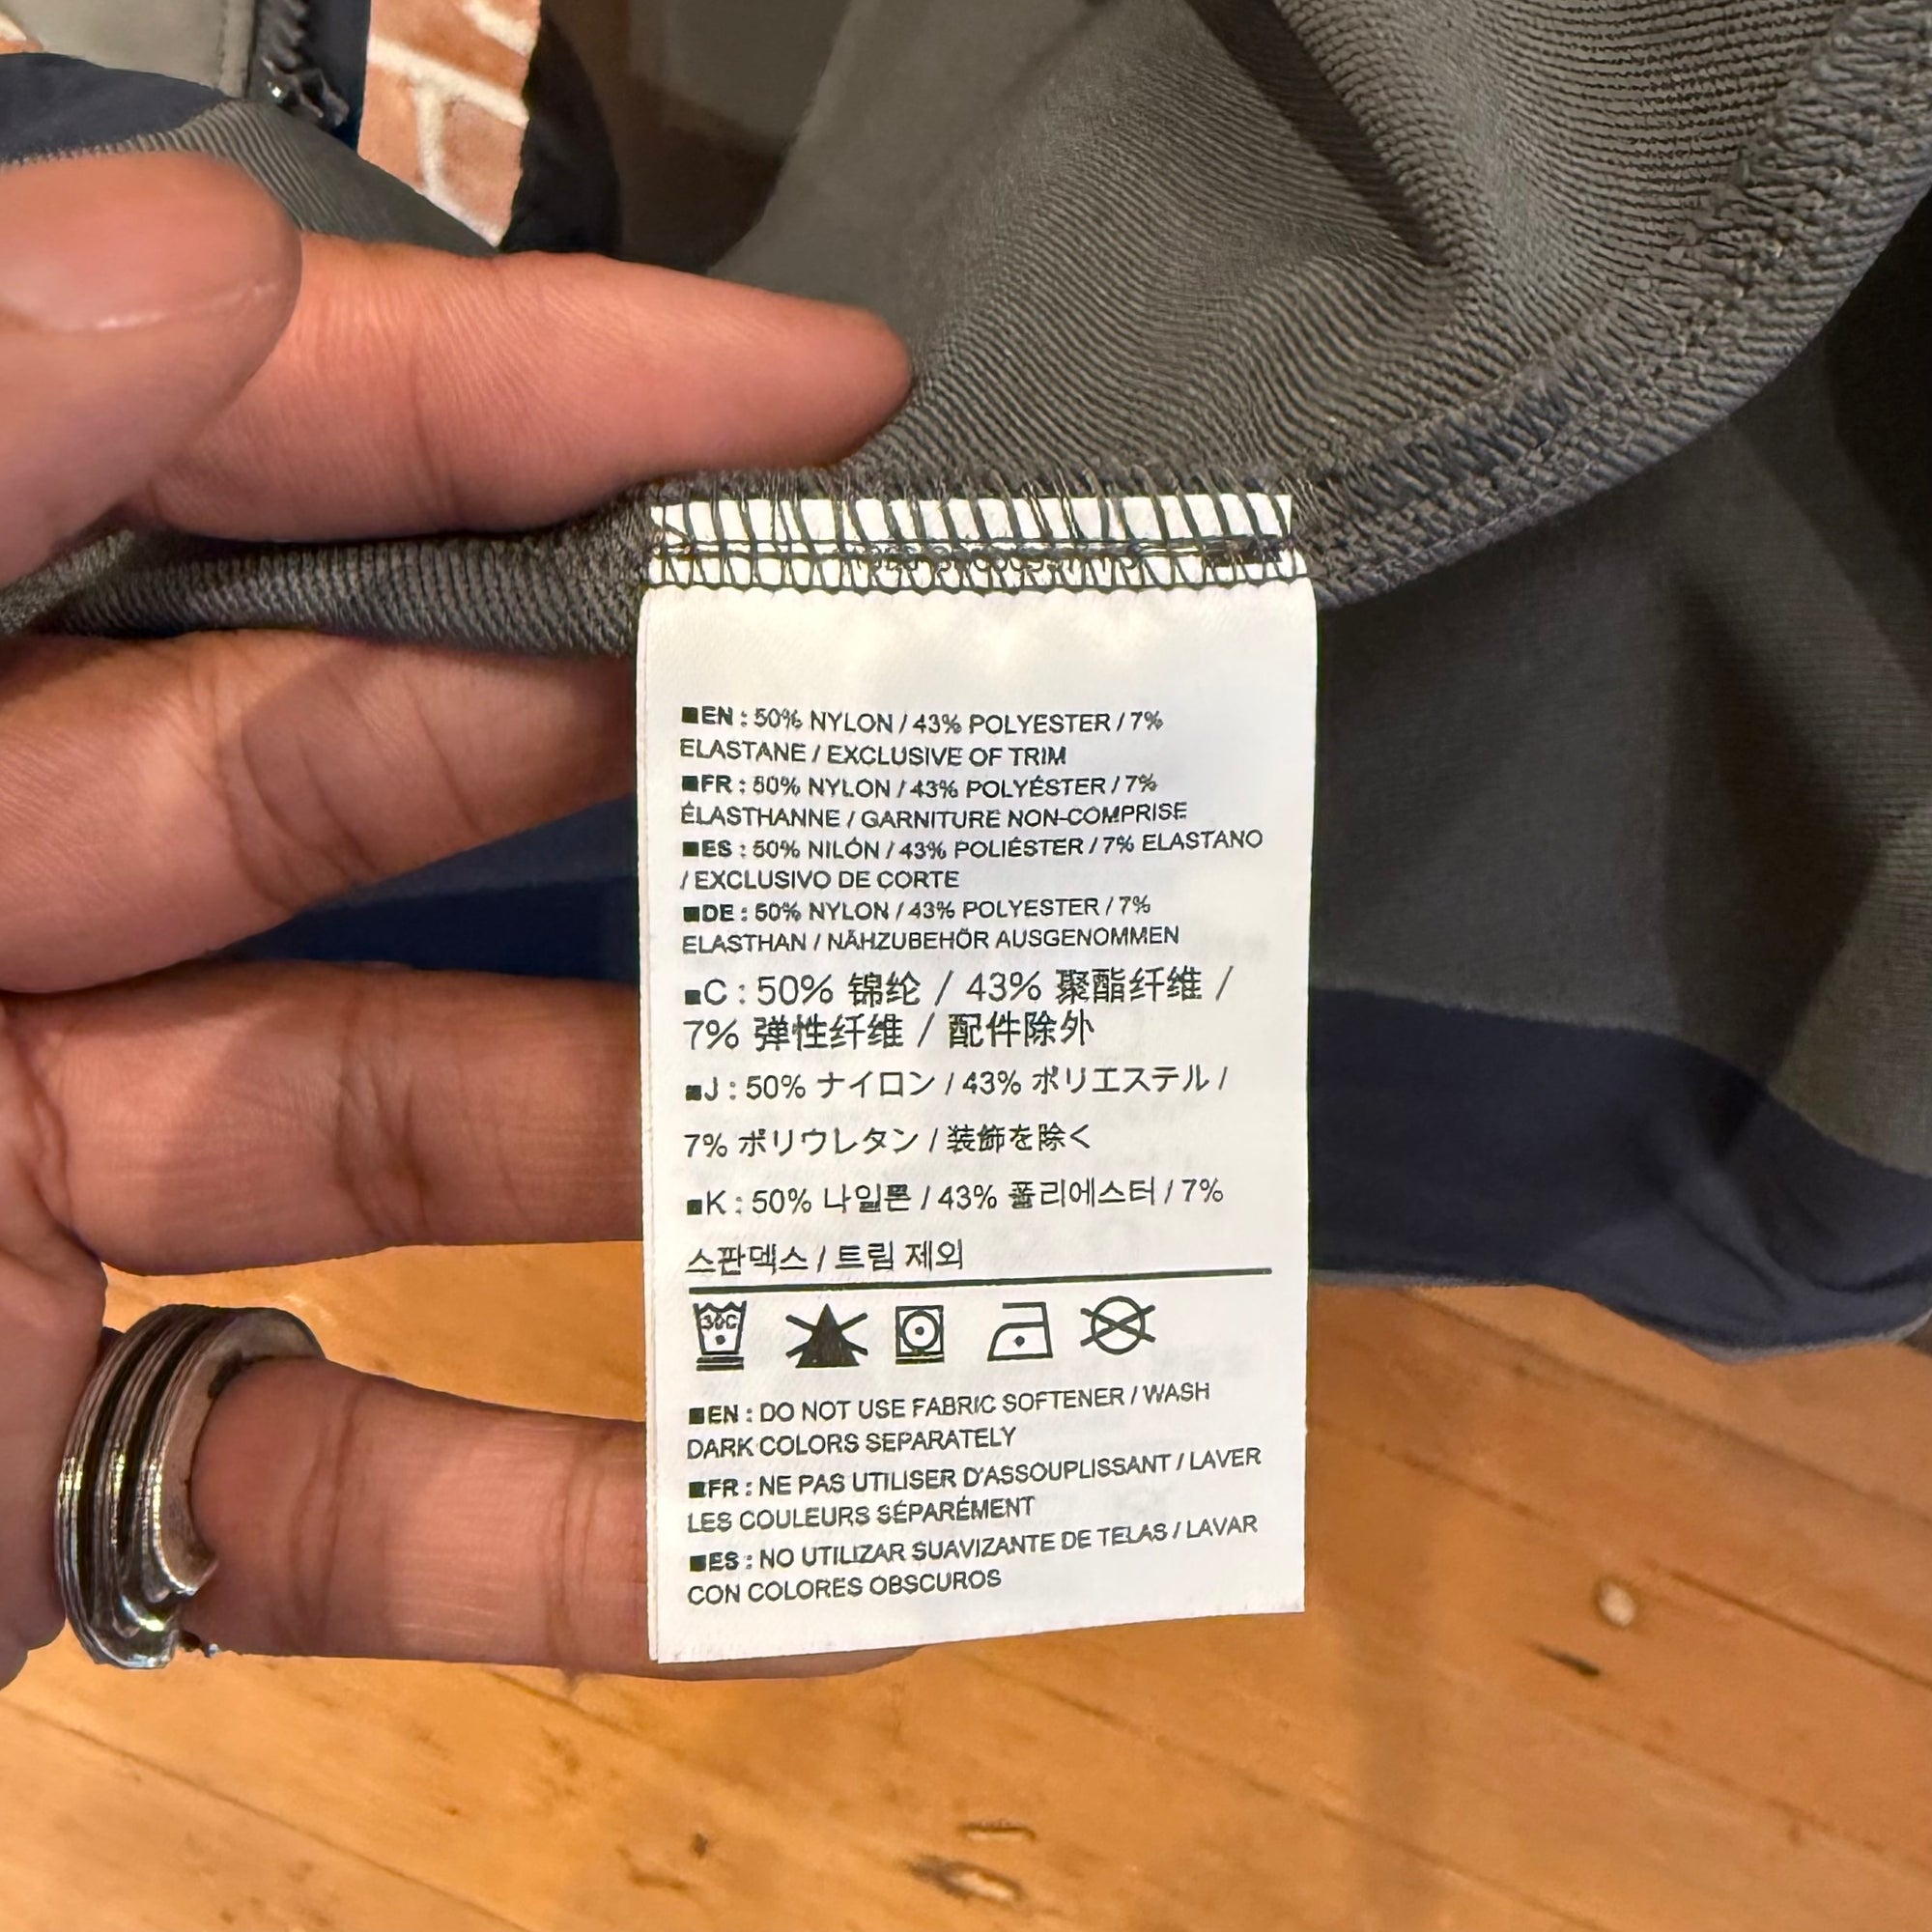 ■EN : 50% NYLON / 43% POLYESTER / 7%
ELASTANE / EXCLUSIVE OF TRIM
■FR : 50% NYLON / 43% POLYÉSTER / 7%
ÉLASTHANNE / GARNITURE NON-COMPRISE
■ES : 50% NILÓN / 43% POLIÉSTER / 7% ELASTANO
/ EXCLUSIVO DE CORTE
■DE : 50% NYLON / 43% POLYESTER / 7%
ELASTHAN / NÄHZUBEHÖR AUSGENOMMEN
■C : 50% 锦纶 / 43% 聚酯纤维 /
7% 弹性纤维 / 配件除外
■J : 50% ナイロン / 43% ポリエステル /
7% ポリウレタン / 装飾を除く
■K : 50% 나일론 / 43% 폴리에스터 / 7%
스판덱스 / 트림 제외
30C
■EN : DO NOT USE FABRIC SOFTENER / WASH
DARK COLORS SEPARATELY
■FR : NE PAS UTILISER D'ASSOUPLISSANT / LAVER
LES COULEURS SÉPARÉMENT
■ES : NO UTILIZAR SUAVIZANTE DE TELAS / LAVAR
CON COLORES OBSCUROS